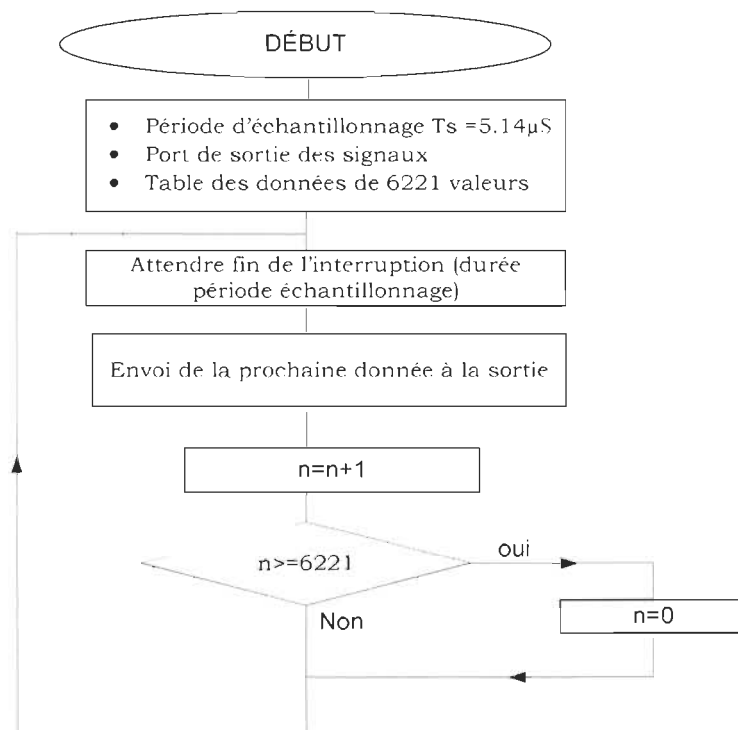 DÉBUT
• Période d'échantillonnage Ts =5.14µS
• Port de sortie des signaux
• Table des données de 6221 valeurs
Attendre fin de l'interruption (durée
période échantillonnage)
Envoi de la prochaine donnée à la sortie
n=n+1
n>=6221
oui
n=0
Non